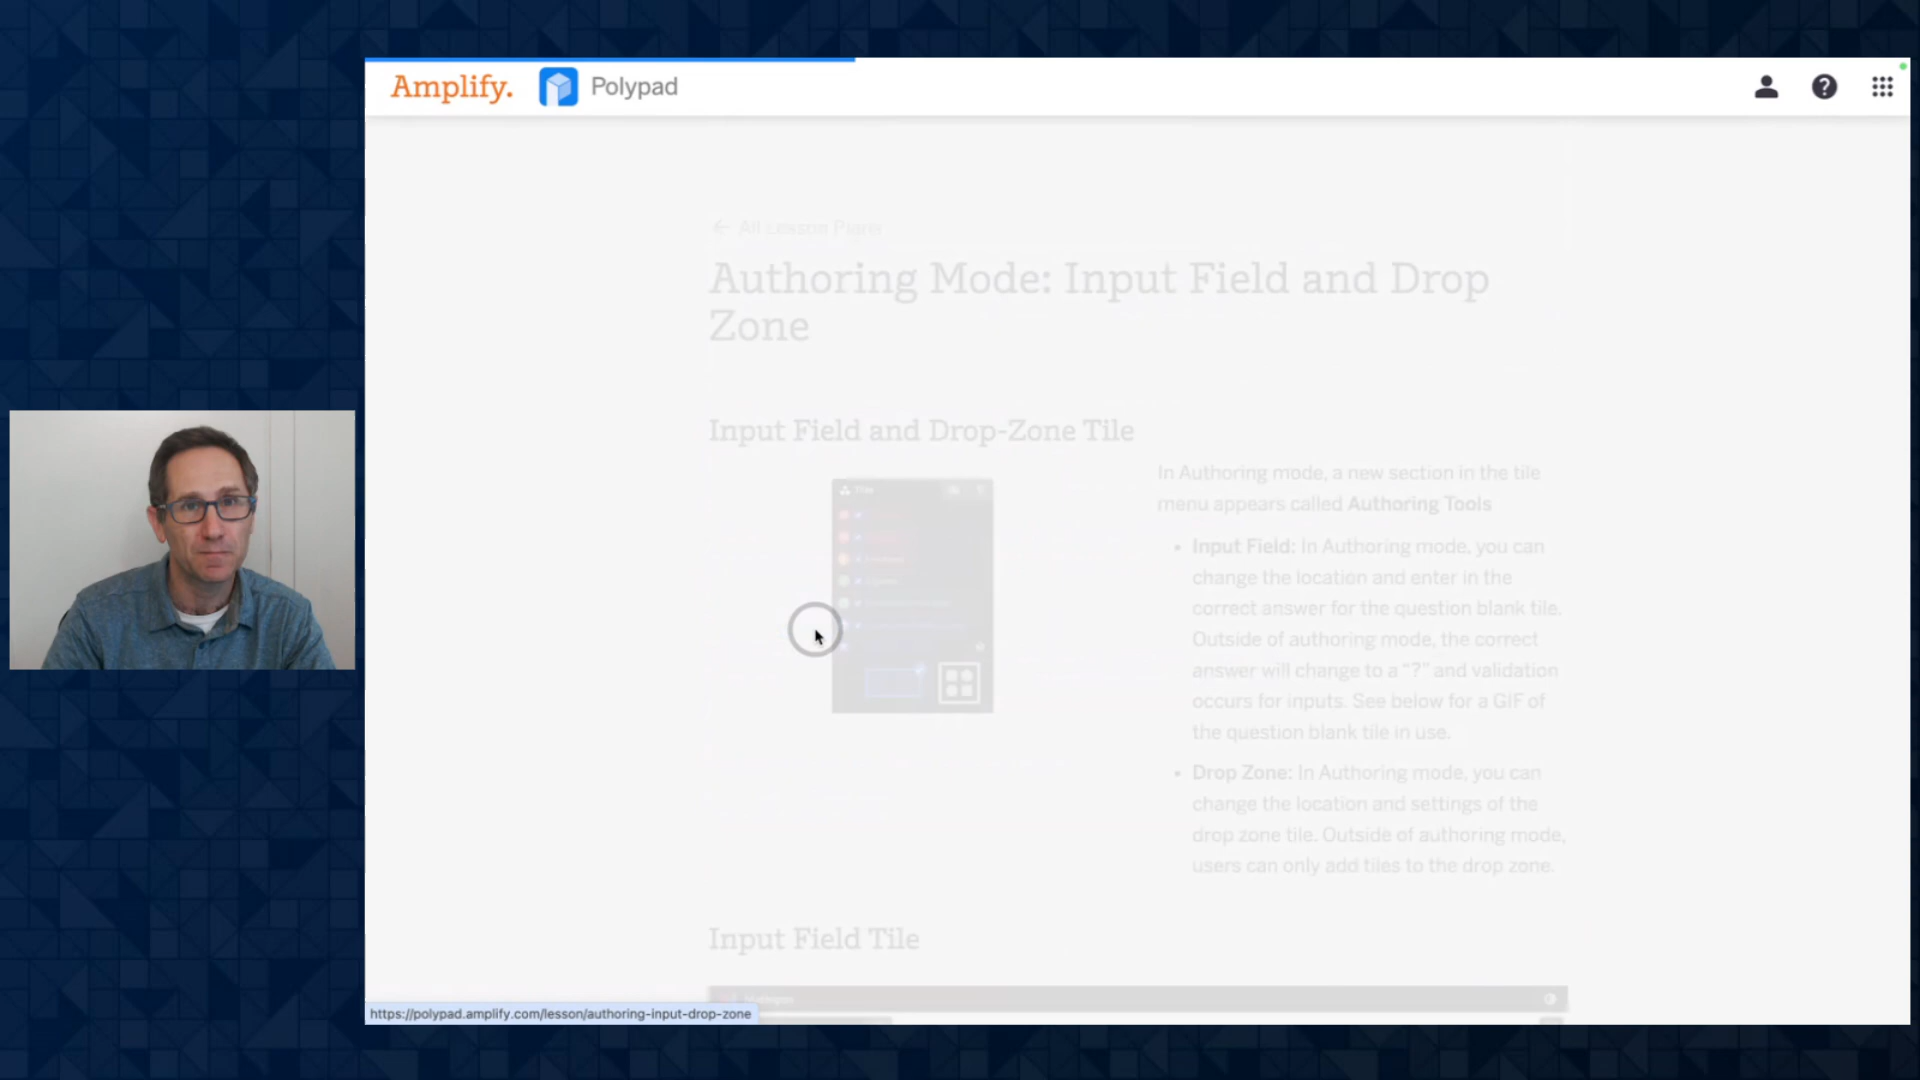 Amplify. Polypad
← All Lesson Plans
Authoring Mode: Input Field and Drop
Zone
Input Field and Drop-Zone Tile
Tiles
In Authoring mode, a new section in the tile
menu appears called Authoring Tools
• Input Field: In Authoring mode, you can
change the location and enter in the
correct answer for the question blank tile.
Outside of authoring mode, the correct
answer will change to a “?” and validation
occurs for inputs. See below for a GIF of
the question blank tile in use.
• Drop Zone: In Authoring mode, you can
change the location and settings of the
drop zone tile. Outside of authoring mode,
users can only add tiles to the drop zone.
Input Field Tile
https://polypad.amplify.com/lesson/authoring-input-drop-zone